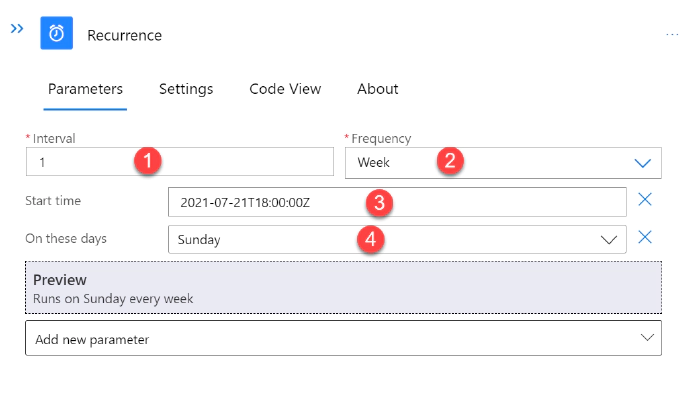 Recurrence
Parameters Settings Code View About
* Interval * Frequency
1 1 Week 2
Start time 2021-07-21T18:00:00Z 3
On these days Sunday 4
Preview
Runs on Sunday every week
Add new parameter